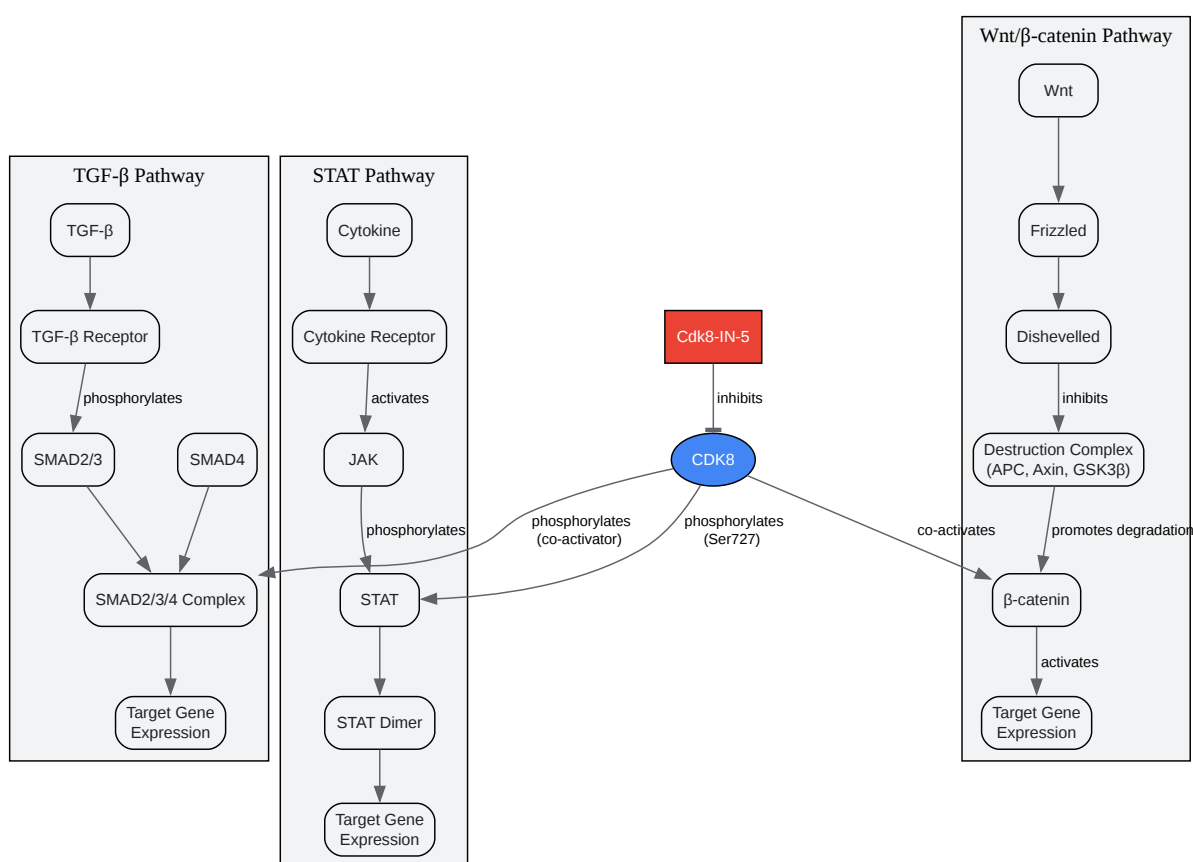 Wnt/β-catenin Pathway
Wnt
TGF-β Pathway
STAT Pathway
TGF-β
Cytokine
Frizzled
TGF-β Receptor
Cytokine Receptor
Cdk8-IN-5
Dishevelled
phosphorylates
activates
inhibits
inhibits
SMAD2/3
SMAD4
JAK
CDK8
Destruction Complex
(APC, Axin, GSK3β)
phosphorylates
phosphorylates
(co-activator)
phosphorylates
(Ser727)
co-activates
promotes degradation
SMAD2/3/4 Complex
STAT
β-catenin
activates
Target Gene
Expression
STAT Dimer
Target Gene
Expression
Target Gene
Expression